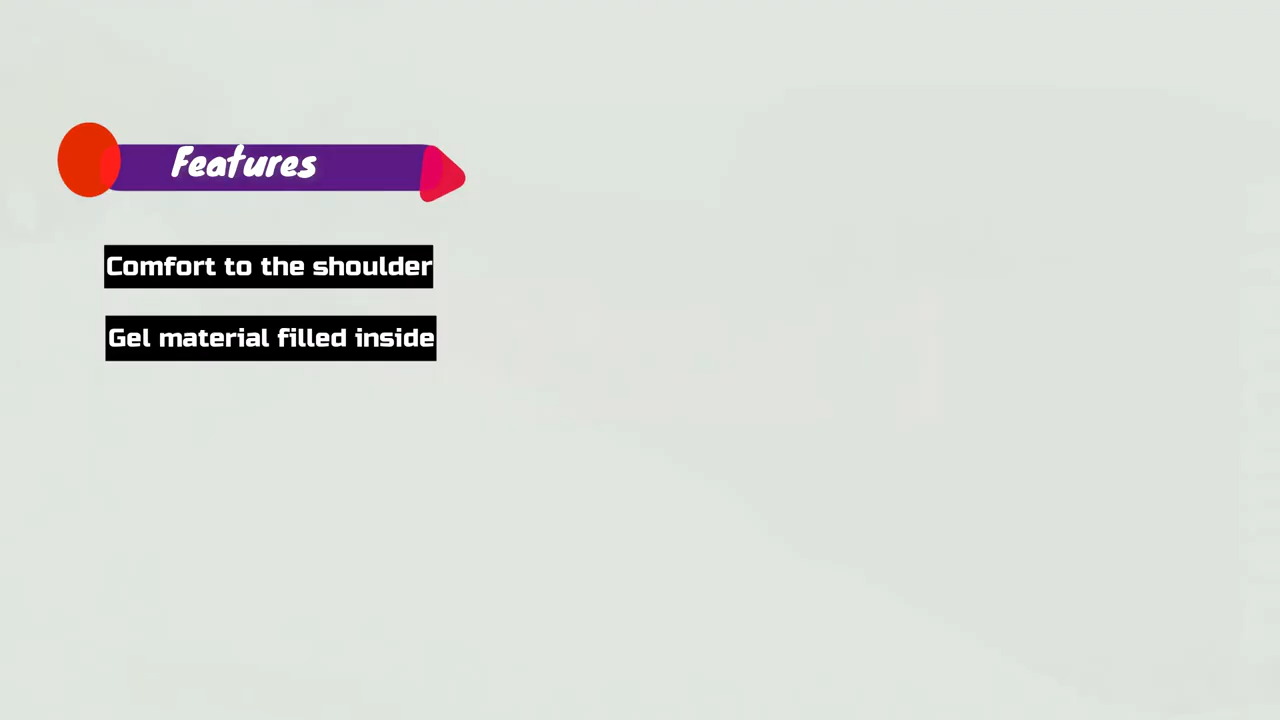 Features
Comfort to the shoulder
Gel material filled inside